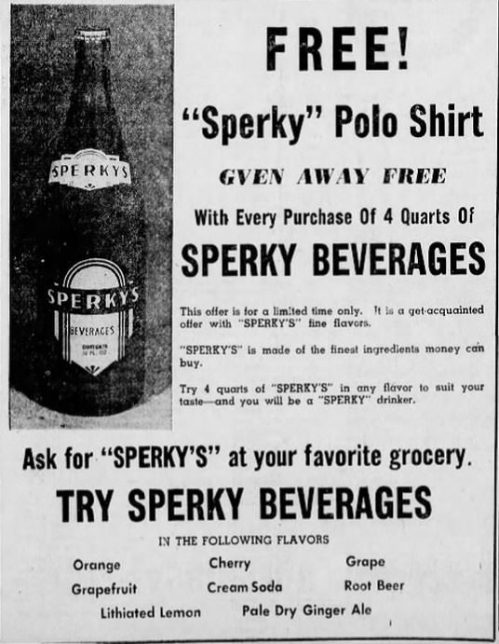 SPERKYS
SPERKYS
BEVERAGES
CONTENTS
FREE!
"Sperky" Polo Shirt
GVEN AWAY FREE
With Every Purchase Of 4 Quarts Of
SPERKY BEVERAGES
This offer is for a limited time only. It is a get-acquainted
offer with "SPERKY'S" fine flavors.
"SPERKY'S" is made of the finest ingredients money can
buy.
Try 4 quarts of "SPERKY'S" in any flavor to suit your
taste—and you will be a "SPERKY" drinker.
Ask for "SPERKY'S" at your favorite grocery.
TRY SPERKY BEVERAGES
IN THE FOLLOWING FLAVORS
Orange Cherry Grape
Grapefruit Cream Soda Root Beer
Lithiated Lemon Pale Dry Ginger Ale